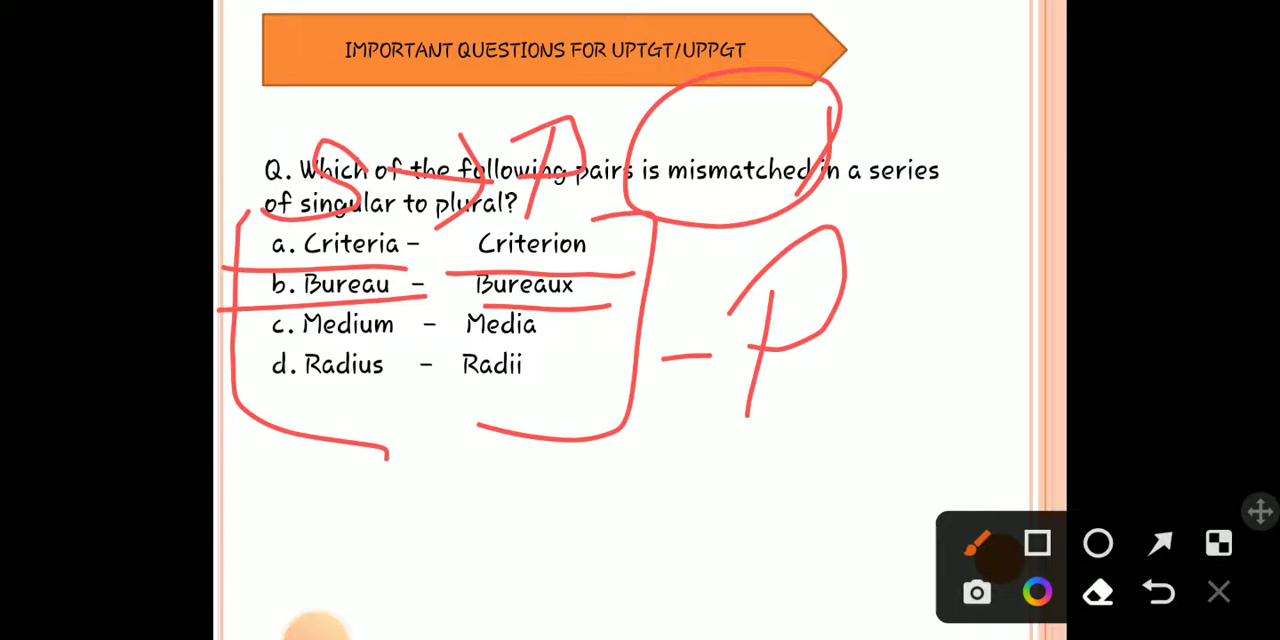 IMPORTANT QUESTIONS FOR UPTGT/UPPGT
Q. Which of the following pairs is mismatched in a series
of singular to plural?
S → P
a. Criteria - Criterion
b. Bureau - Bureaux
c. Medium - Media
d. Radius - Radii
- P